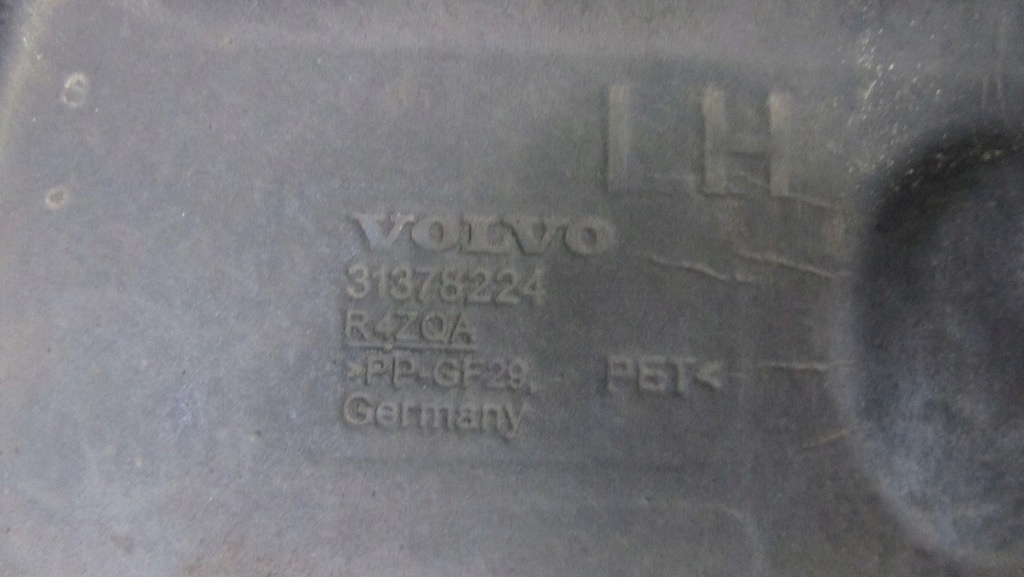 LH
VOLVO
31378224
R4ZQA
>PP-GF29, PET<
Germany